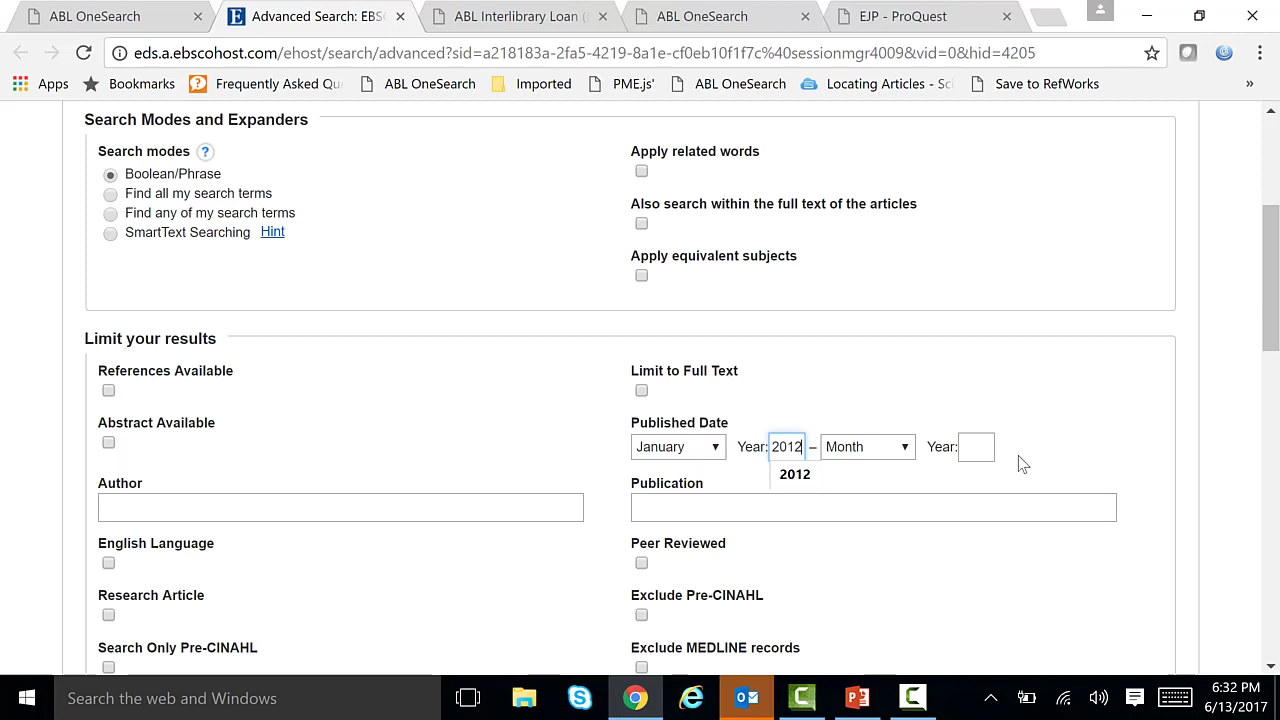 ABL OneSearch
Advanced Search: EBSC
ABL Interlibrary Loan (
ABL OneSearch
EJP - ProQuest
eds.a.ebscohost.com/ehost/search/advanced?sid=a218183a-2fa5-4219-8a1e-cf0eb10f1f7c%40sessionmgr4009&vid=0&hid=4205
Apps
Bookmarks
Frequently Asked Qu
ABL OneSearch
Imported
PME.js'
ABL OneSearch
Locating Articles - Sci
Save to RefWorks
»
Search Modes and Expanders
Search modes ?
Boolean/Phrase
Find all my search terms
Find any of my search terms
SmartText Searching Hint
Apply related words
Also search within the full text of the articles
Apply equivalent subjects
Limit your results
References Available
Limit to Full Text
Abstract Available
Published Date
January Year: 2012 – Month Year:
2012
Author
Publication
English Language
Peer Reviewed
Research Article
Exclude Pre-CINAHL
Search Only Pre-CINAHL
Exclude MEDLINE records
Search the web and Windows
6:32 PM
6/13/2017